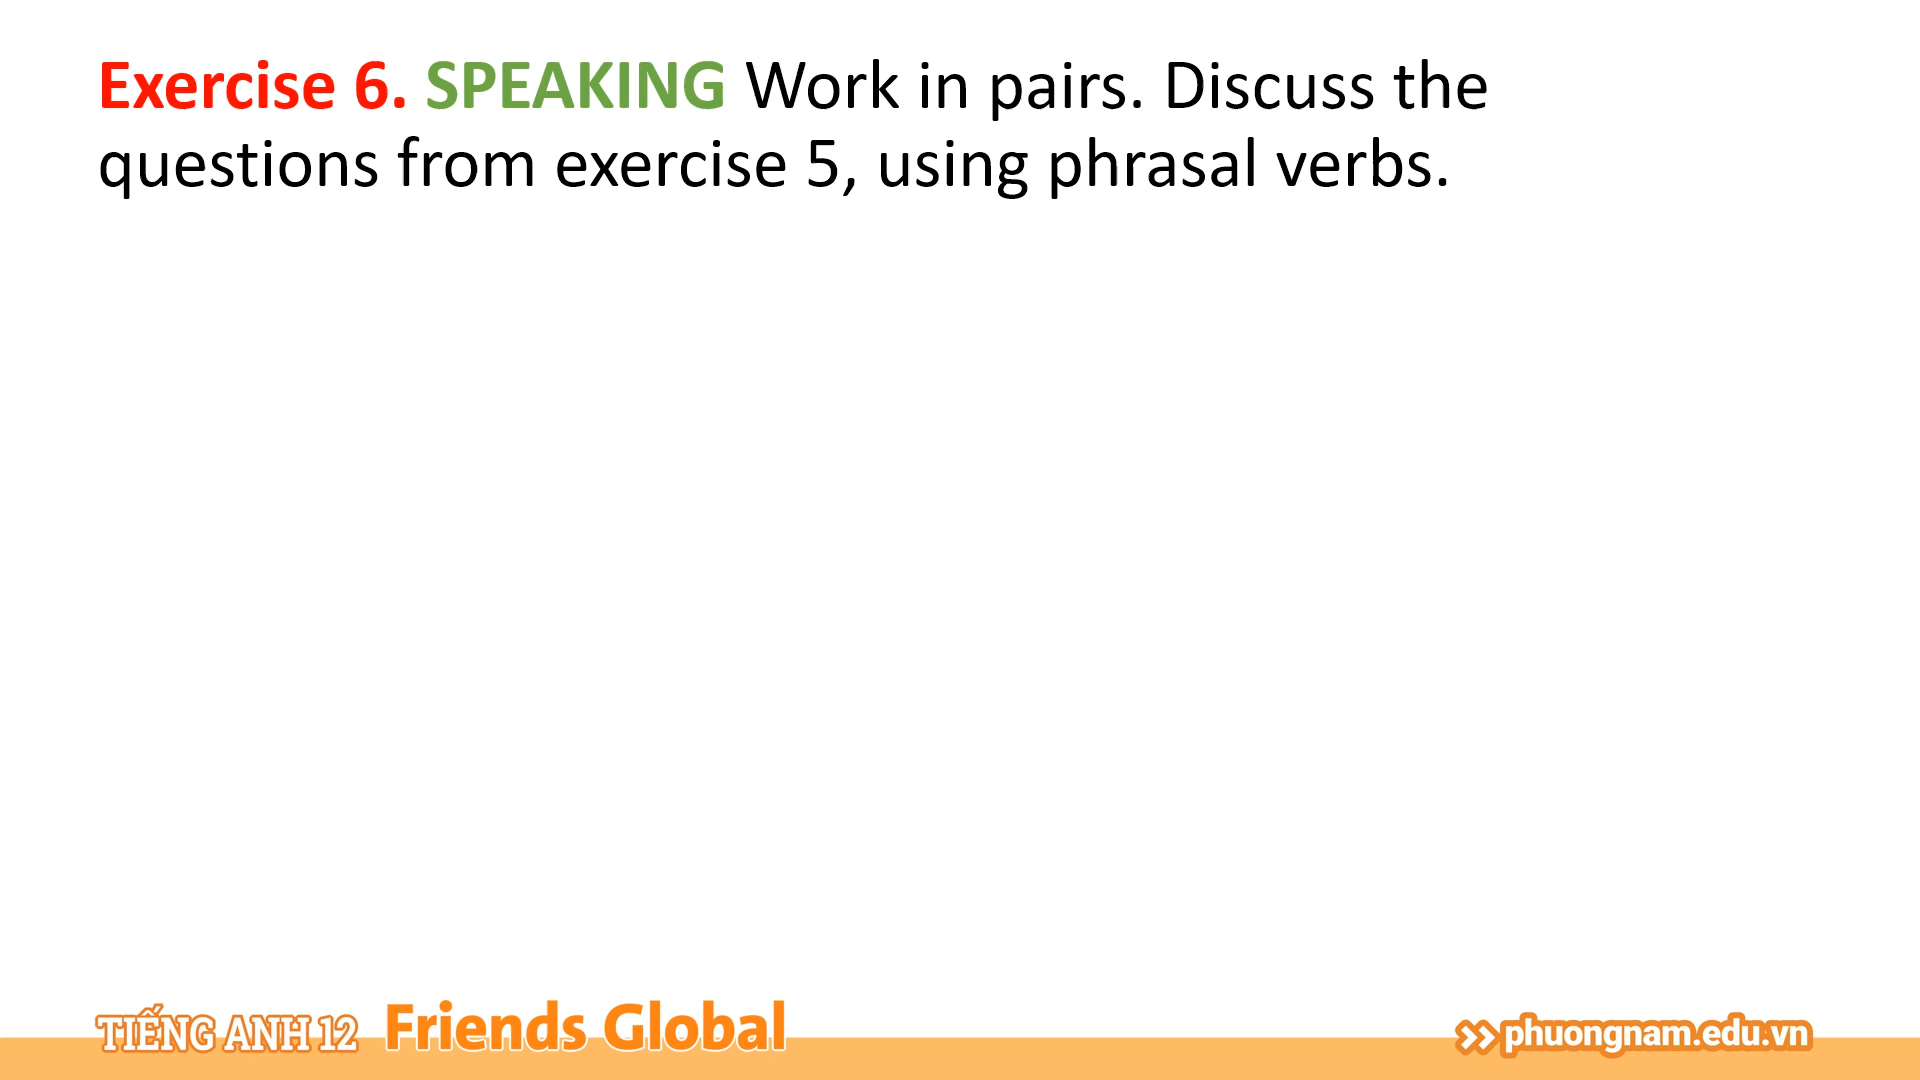 Exercise 6. SPEAKING Work in pairs. Discuss the
questions from exercise 5, using phrasal verbs.
TIẾNG ANH 12 Friends Global
phuongnam.edu.vn